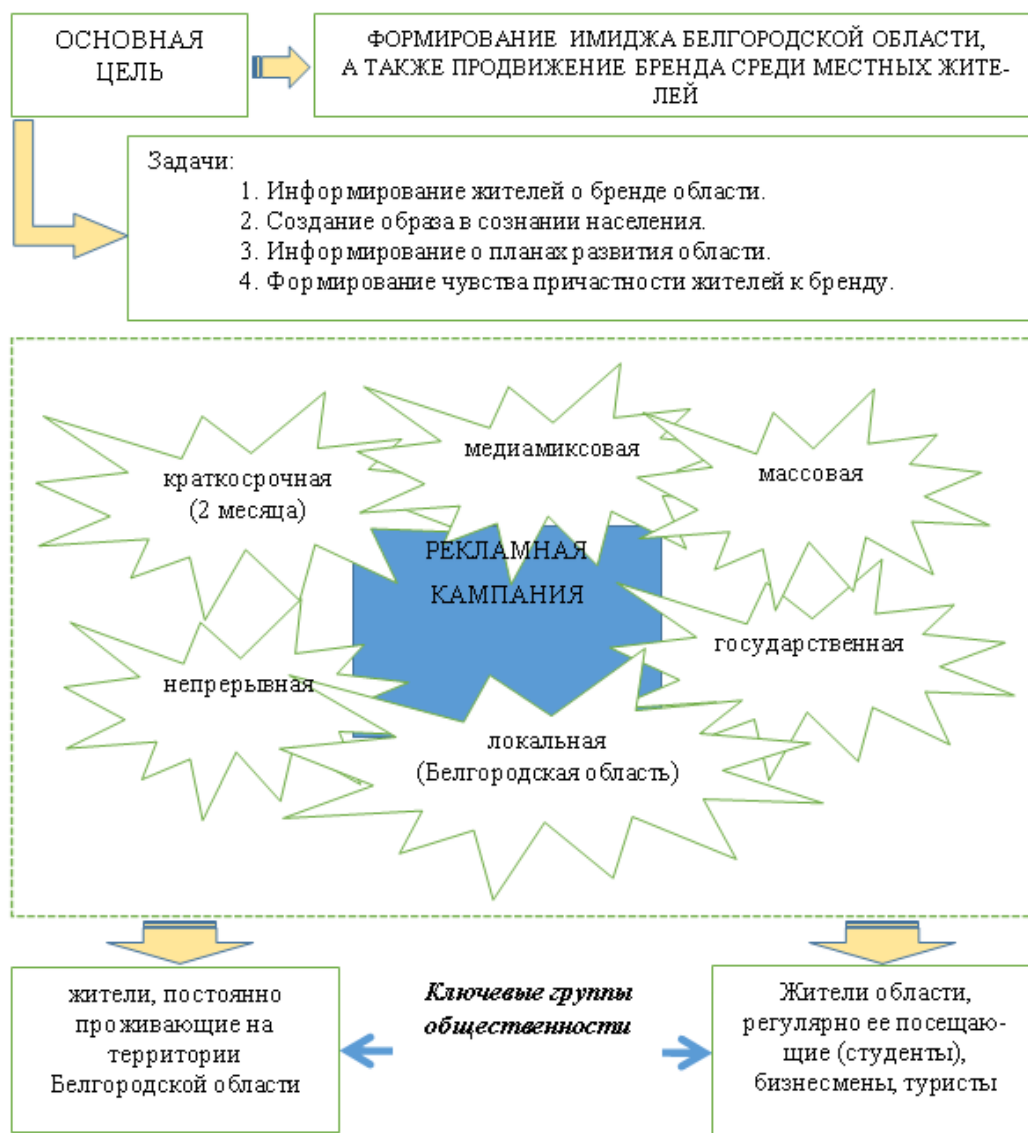 ОСНОВНАЯ
ЦЕЛЬ
ФОРМИРОВАНИЕ ИМИДЖА БЕЛГОРОДСКОЙ ОБЛАСТИ,
А ТАКЖЕ ПРОДВИЖЕНИЕ БРЕНДА СРЕДИ МЕСТНЫХ ЖИТЕ-
ЛЕЙ
Задачи:
1. Информирование жителей о бренде области.
2. Создание образа в сознании населения.
3. Информирование о планах развития области.
4. Формирование чувства причастности жителей к бренду.
краткосрочная
(2 месяца)
медиамиксовая
массовая
РЕКЛАМНАЯ
КАМПАНИЯ
непрерывная
государственная
локальная
(Белгородская область)
жители, постоянно
проживающие на
территории
Белгородской области
Ключевые группы
общественности
Жители области,
регулярно ее посещаю-
щие (студенты),
бизнесмены, туристы